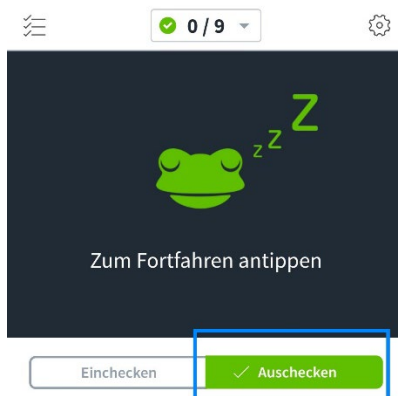 0 / 9
z z Z
Zum Fortfahren antippen
Einchecken
Auschecken